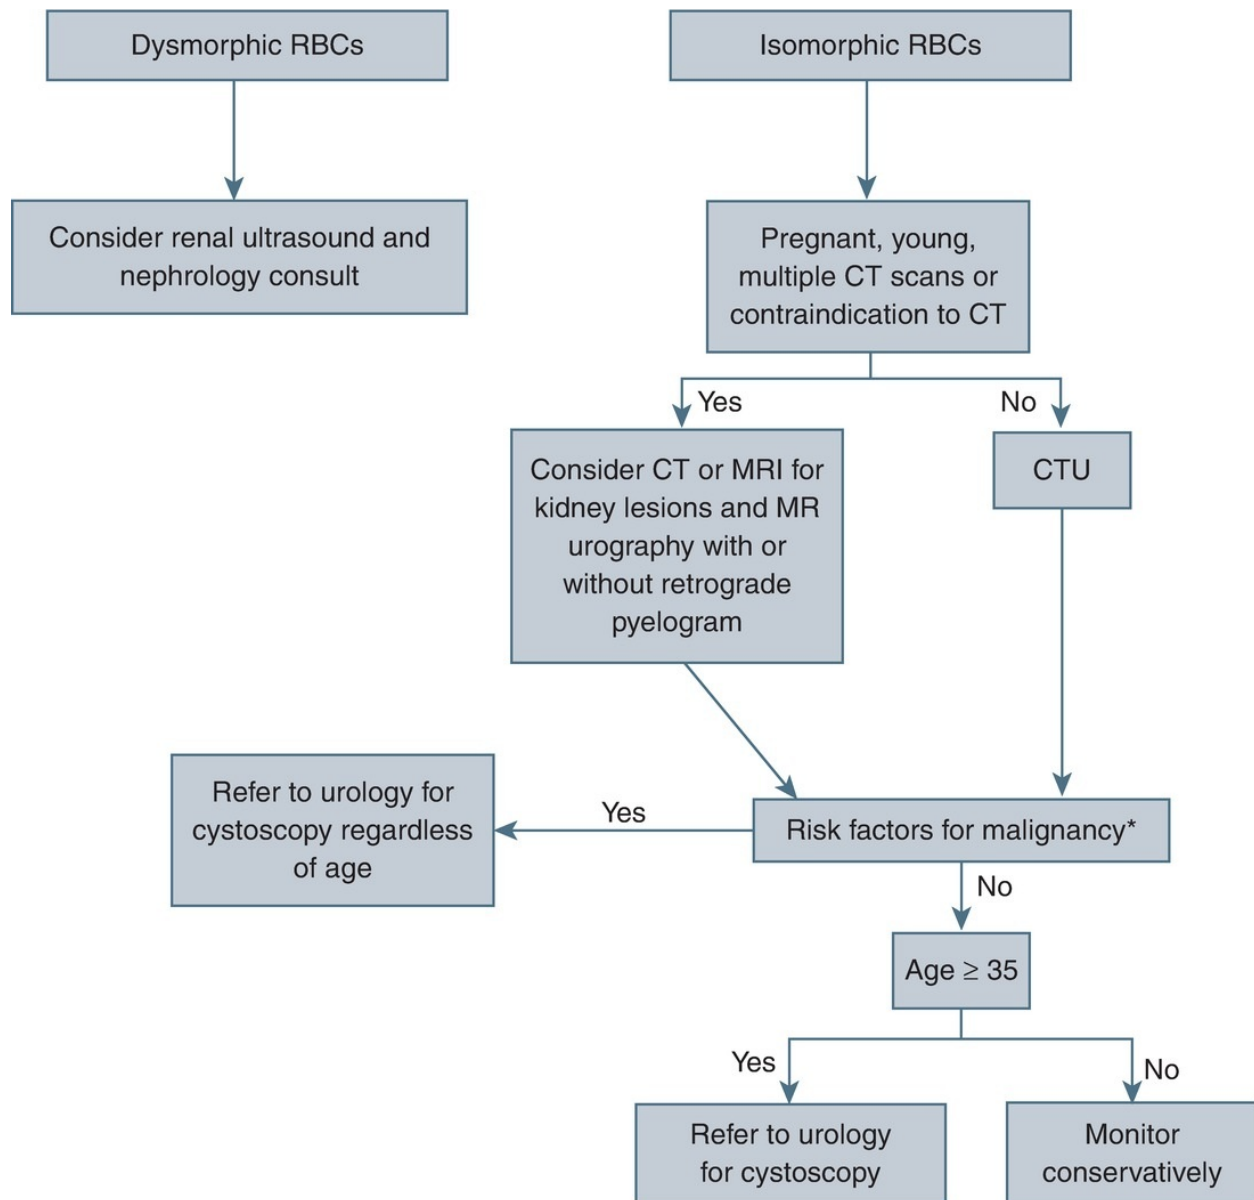 Dysmorphic RBCs
Isomorphic RBCs
Consider renal ultrasound and
nephrology consult
Pregnant, young,
multiple CT scans or
contraindication to CT
Yes
No
Consider CT or MRI for
kidney lesions and MR
urography with or
without retrograde
pyelogram
CTU
Refer to urology for
cystoscopy regardless
of age
Yes
Risk factors for malignancy*
No
Age ≥ 35
Yes
No
Refer to urology
for cystoscopy
Monitor
conservatively